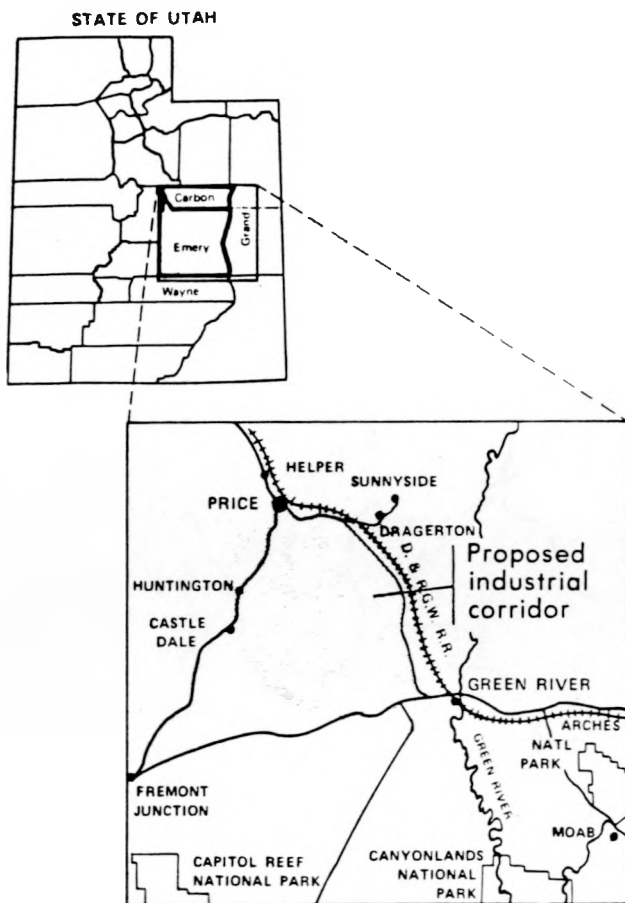 STATE OF UTAH
Carbon
Grand
Emery
Wayne
HELPER
SUNNYSIDE
PRICE
DRAGERTON
D. & R.G.W. R.R.
Proposed
industrial
corridor
HUNTINGTON
CASTLE
DALE
GREEN RIVER
ARCHES
NATL
PARK
GREEN RIVER
FREMONT
JUNCTION
MOAB
CAPITOL REEF
NATIONAL PARK
CANYONLANDS
NATIONAL
PARK